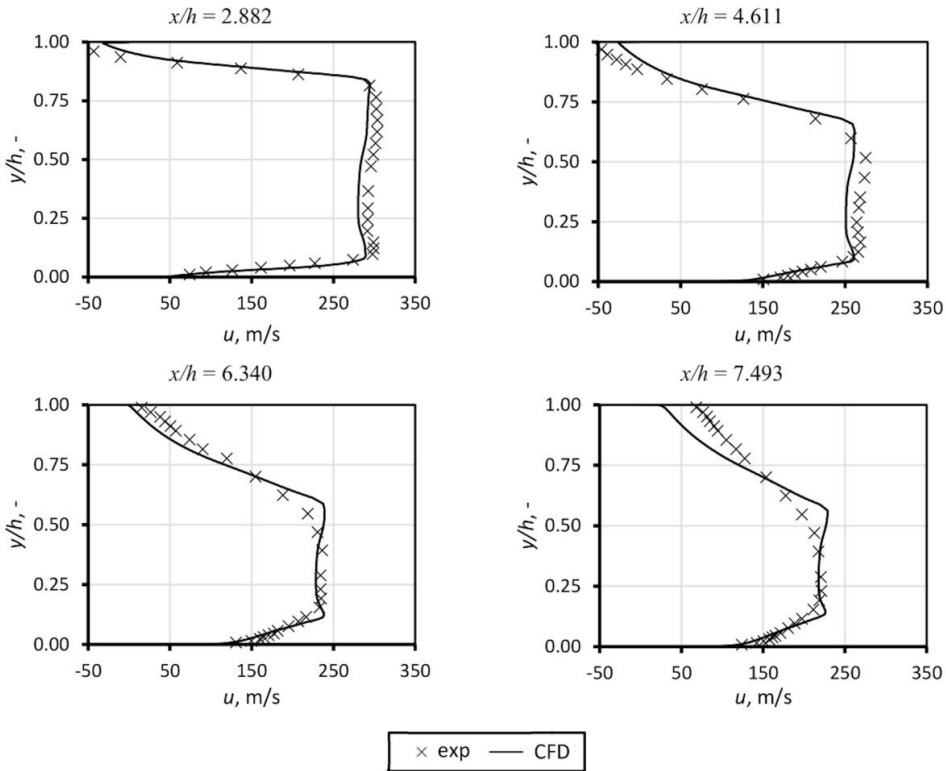 x/h = 2.882
1.00
0.75
0.50
0.25
0.00
y/h, -
-50 50 150 250 350
u, m/s
x/h = 4.611
1.00
0.75
0.50
0.25
0.00
y/h, -
-50 50 150 250 350
u, m/s
x/h = 6.340
1.00
0.75
0.50
0.25
0.00
y/h, -
-50 50 150 250 350
u, m/s
x/h = 7.493
1.00
0.75
0.50
0.25
0.00
y/h, -
-50 50 150 250 350
u, m/s
exp CFD